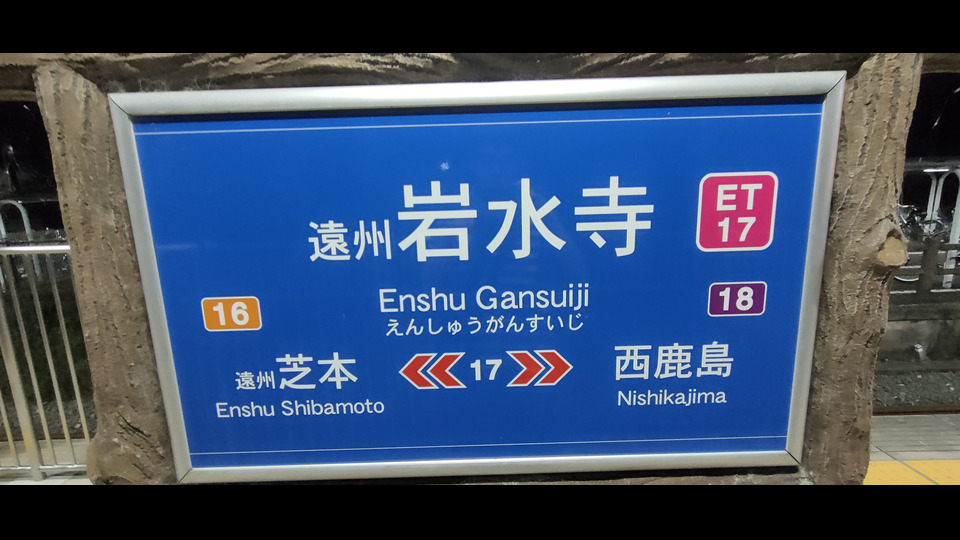 遠州岩水寺
ET
17
Enshu Gansuiji
えんしゅうがんすいじ
16
18
遠州芝本
17
西鹿島
Enshu Shibamoto
Nishikajima